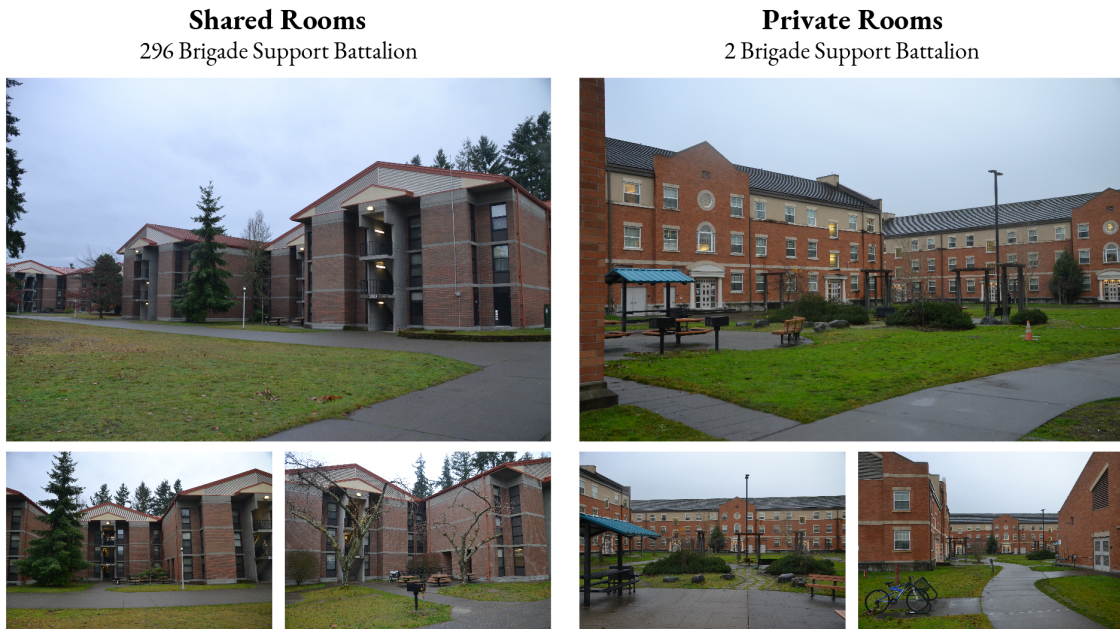 Shared Rooms
296 Brigade Support Battalion
Private Rooms
2 Brigade Support Battalion